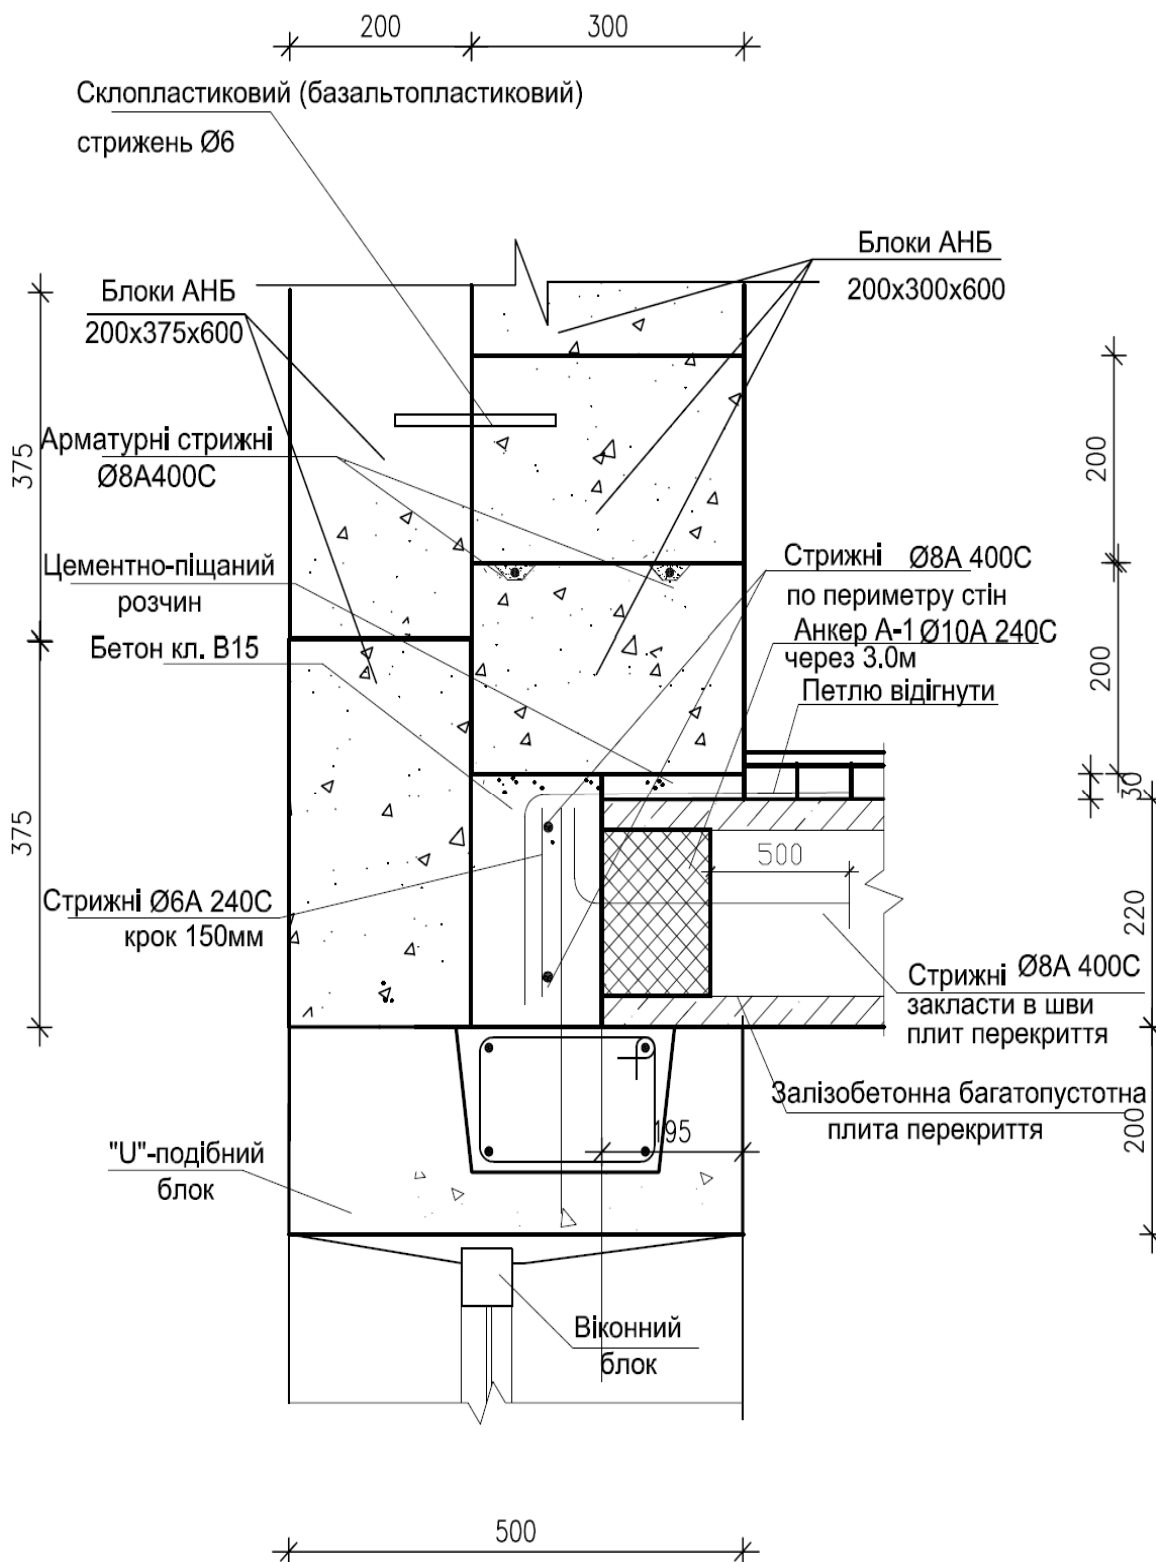 200
300
Склопластиковий (базальтопластиковий)
стрижень Ø6
Блоки АНБ
200х300х600
Блоки АНБ
200х375х600
375
Арматурні стрижні
Ø8А400С
200
Цементно-піщаний
розчин
Стрижні Ø8А 400С
по периметру стін
Бетон кл. В15
Анкер А-1 Ø10А 240С
через 3.0м
Петлю відігнути
200
30
375
500
220
Стрижні Ø6А 240С
крок 150мм
Стрижні Ø8А 400С
закласти в шви
плит перекриття
Залізобетонна багатопустотна
плита перекриття
195
200
"U"-подібний
блок
Віконний
блок
500